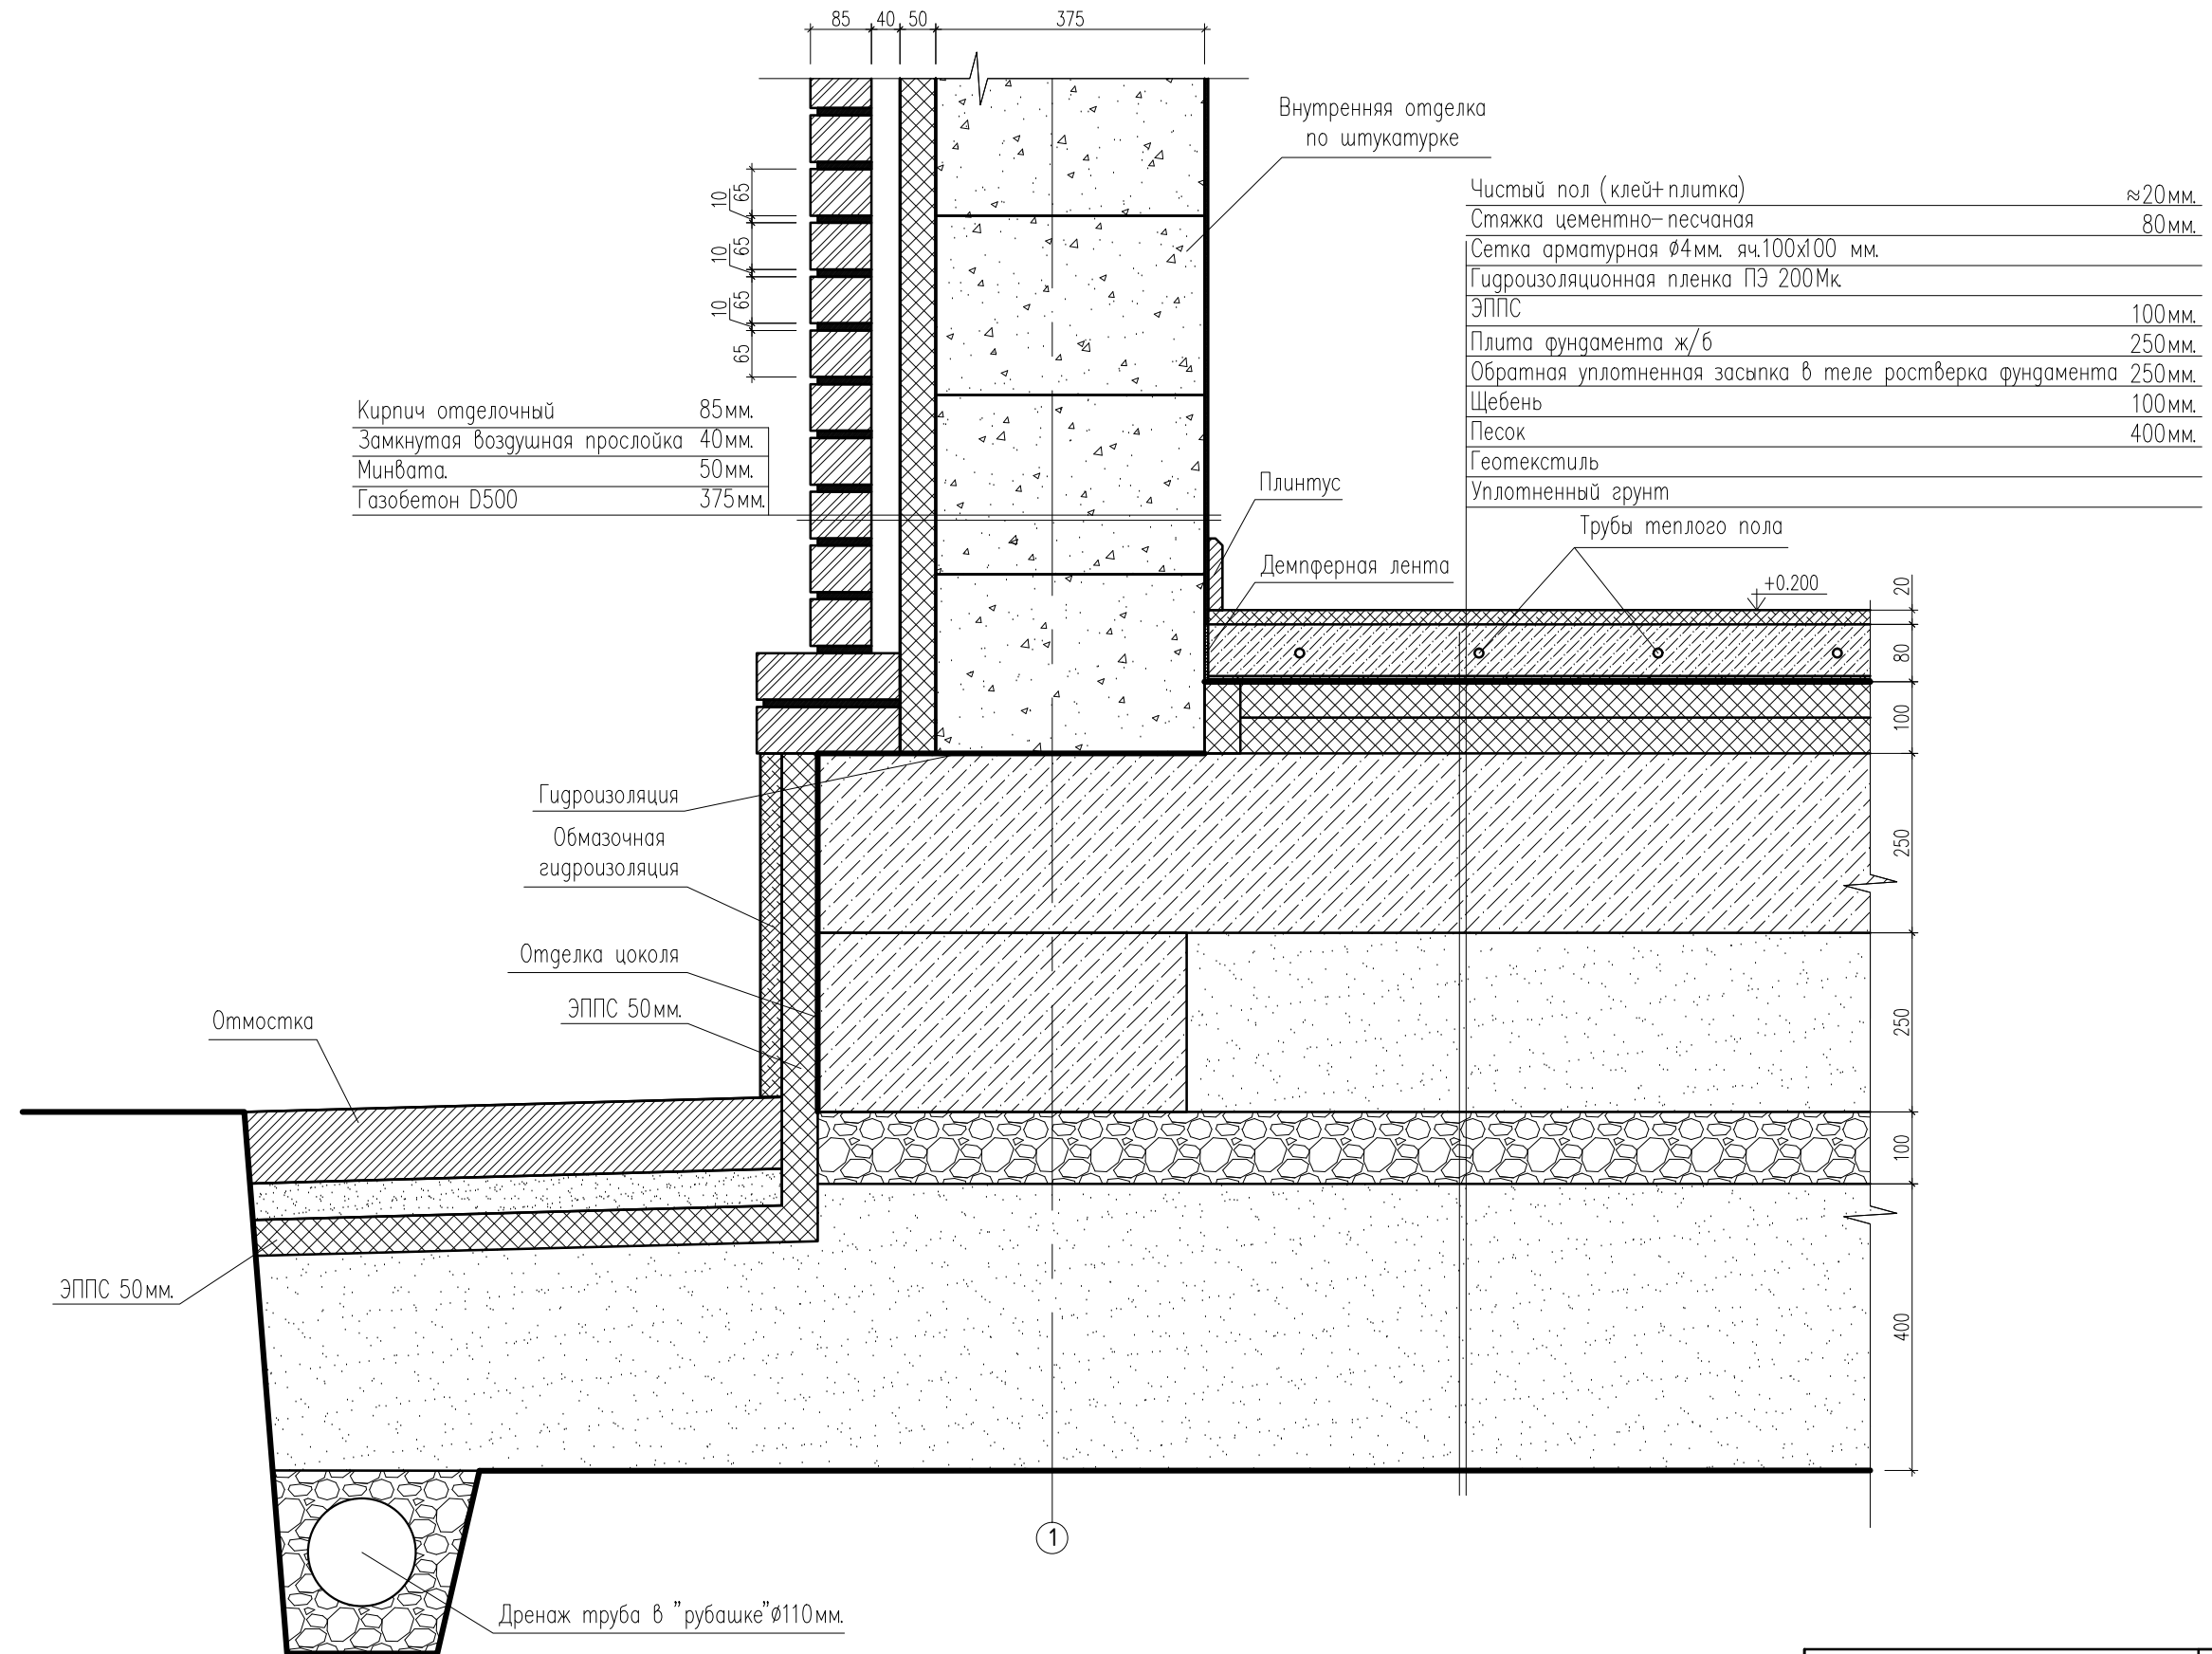 85 40 50 375
Внутренняя отделка
по штукатурке
10 65
10 65
10 65
65
Чистый пол (клей+плитка) ≈20мм.
Стяжка цементно-песчаная 80мм.
Сетка арматурная Ø4мм. яч.100х100 мм.
Гидроизоляционная пленка ПЭ 200Мк.
ЭППС 100мм.
Плита фундамента ж/б 250мм.
Обратная уплотненная засыпка в теле ростверка фундамента 250мм.
Щебень 100мм.
Песок 400мм.
Геотекстиль
Уплотненный грунт
Кирпич отделочный 85мм.
Замкнутая воздушная прослойка 40мм.
Минвата. 50мм.
Газобетон D500 375мм.
Плинтус
Трубы теплого пола
Демпферная лента
+0.200
20
80
100
250
250
100
400
Гидроизоляция
Обмазочная
гидроизоляция
Отделка цоколя
ЭППС 50мм.
Отмостка
ЭППС 50мм.
1
Дренаж труба в "рубашке"Ø110мм.